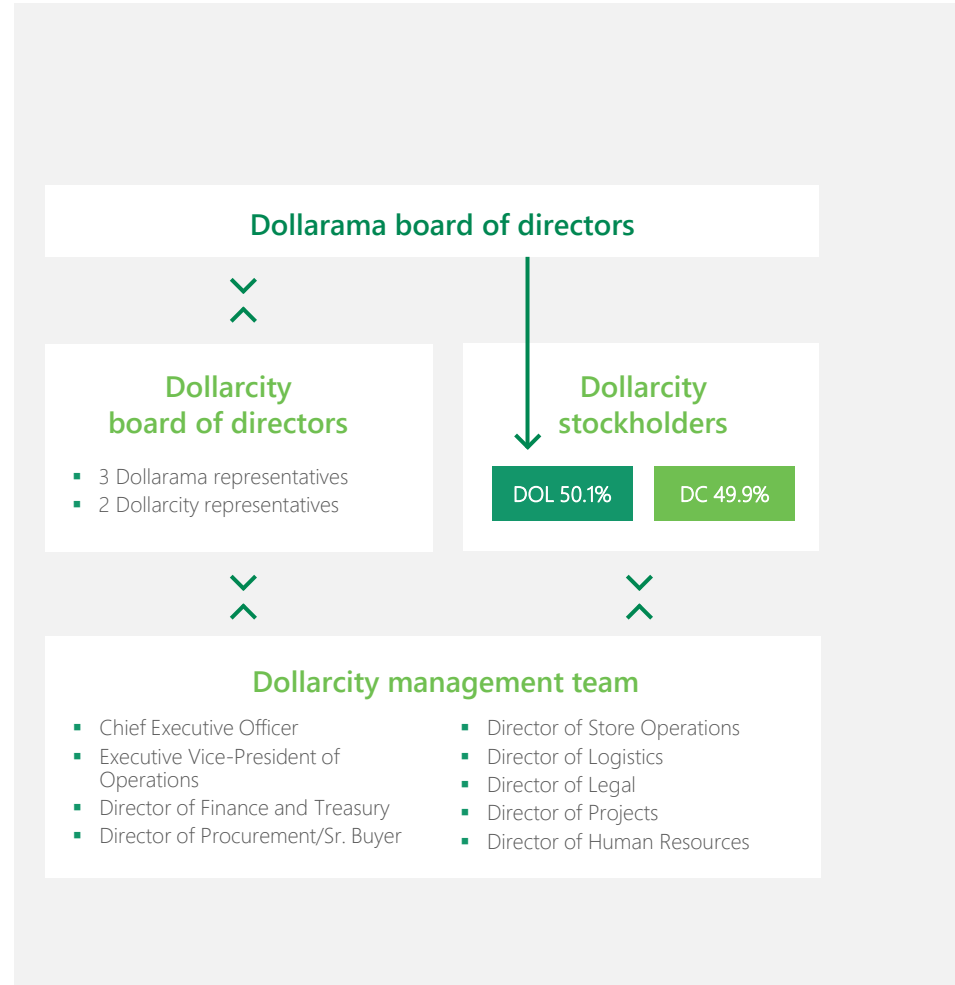 Dollarama board of directors
Dollarcity
board of directors
▪ 3 Dollarama representatives
▪ 2 Dollarcity representatives
Dollarcity
stockholders
DOL 50.1%
DC 49.9%
Dollarcity management team
▪ Chief Executive Officer
▪ Executive Vice-President of
Operations
▪ Director of Finance and Treasury
▪ Director of Procurement/Sr. Buyer
▪ Director of Store Operations
▪ Director of Logistics
▪ Director of Legal
▪ Director of Projects
▪ Director of Human Resources